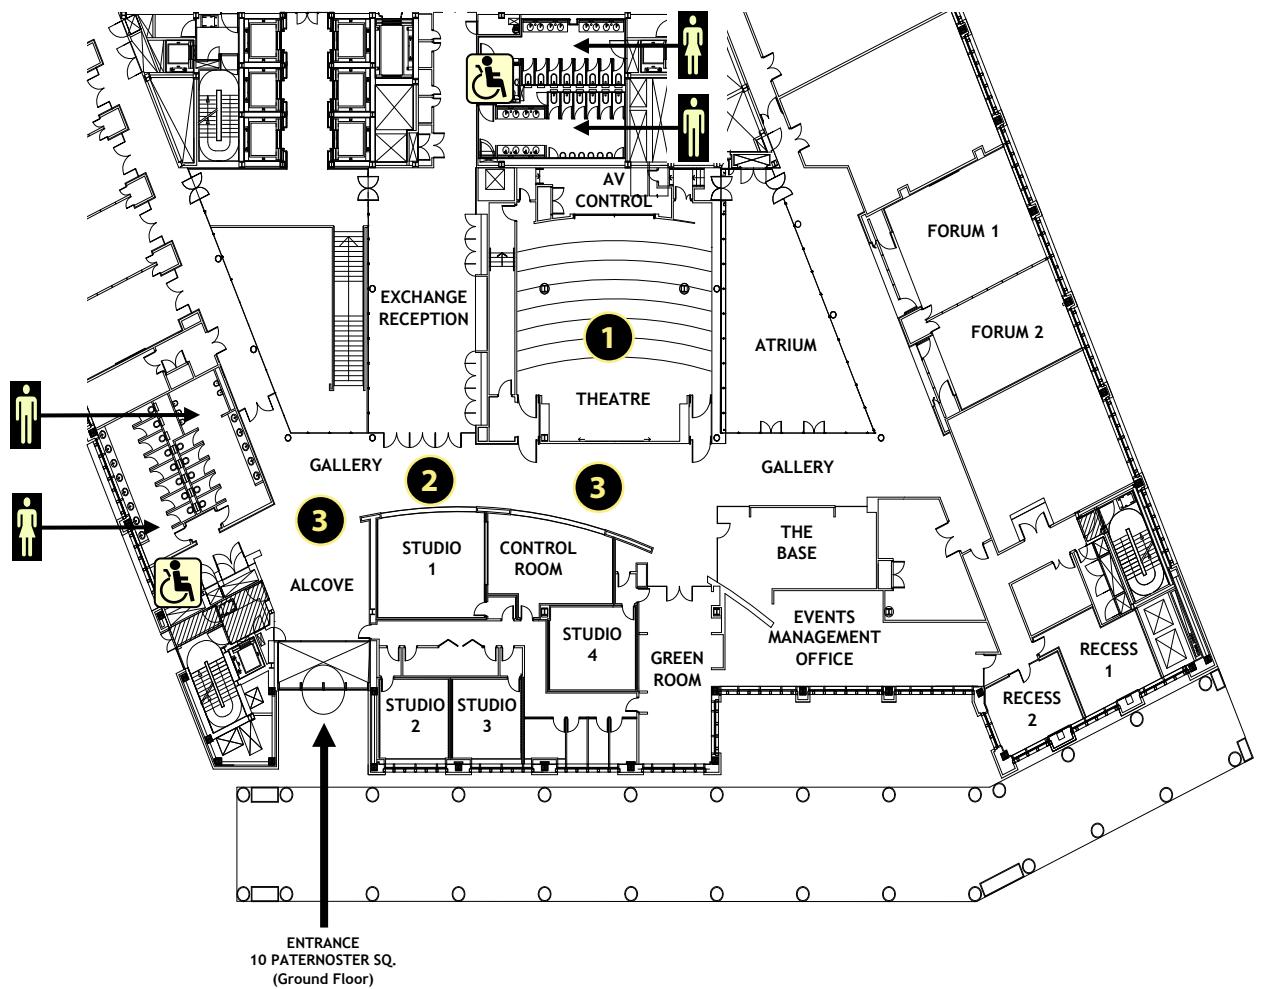 AV
CONTROL
FORUM 1
EXCHANGE
RECEPTION
1
FORUM 2
ATRIUM
THEATRE
GALLERY
2
3
GALLERY
3
STUDIO
1
CONTROL
ROOM
THE
BASE
ALCOVE
STUDIO
4
EVENTS
MANAGEMENT
OFFICE
GREEN
ROOM
RECESS
1
STUDIO
2
STUDIO
3
RECESS
2
ENTRANCE
10 PATERNOSTER SQ.
(Ground Floor)